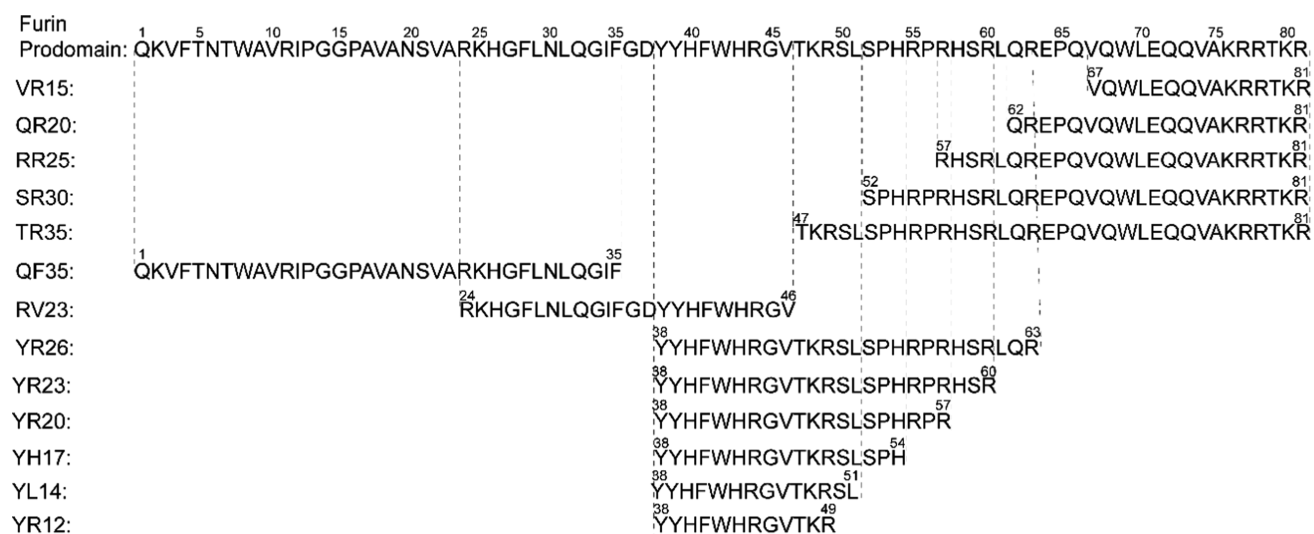 Furin
1 5 10 15 20 25 30 35 40 45 50 55 60 65 70 75 80
Prodomain: QKVFTNTWAVRIPGGPAVANSVARKHGFLNLQGIFGDYYHFWHRGVTKRSLSPHRPRHSRLQREPQVQWLEQQVAKRRTKR
67 81
VR15: VQWLEQQVAKRRTKR
62 81
QR20: QREPQVQWLEQQVAKRRTKR
57 81
RR25: RHSRLQREPQVQWLEQQVAKRRTKR
52 81
SR30: SPHRPRHSRLQREPQVQWLEQQVAKRRTKR
47 81
TR35: TKRSLSPHRPRHSRLQREPQVQWLEQQVAKRRTKR
1 35
QF35: QKVFTNTWAVRIPGGPAVANSVARKHGFLNLQGIF
24 46
RV23: RKHGFLNLQGIFGDYYHFWHRGV
38 63
YR26: YYHFWHRGVTKRSLSPHRPRHSRLQR
38 60
YR23: YYHFWHRGVTKRSLSPHRPRHSR
38 57
YR20: YYHFWHRGVTKRSLSPHRPR
38 54
YH17: YYHFWHRGVTKRSLSPH
38 51
YL14: YYHFWHRGVTKRSL
38 49
YR12: YYHFWHRGVTKR